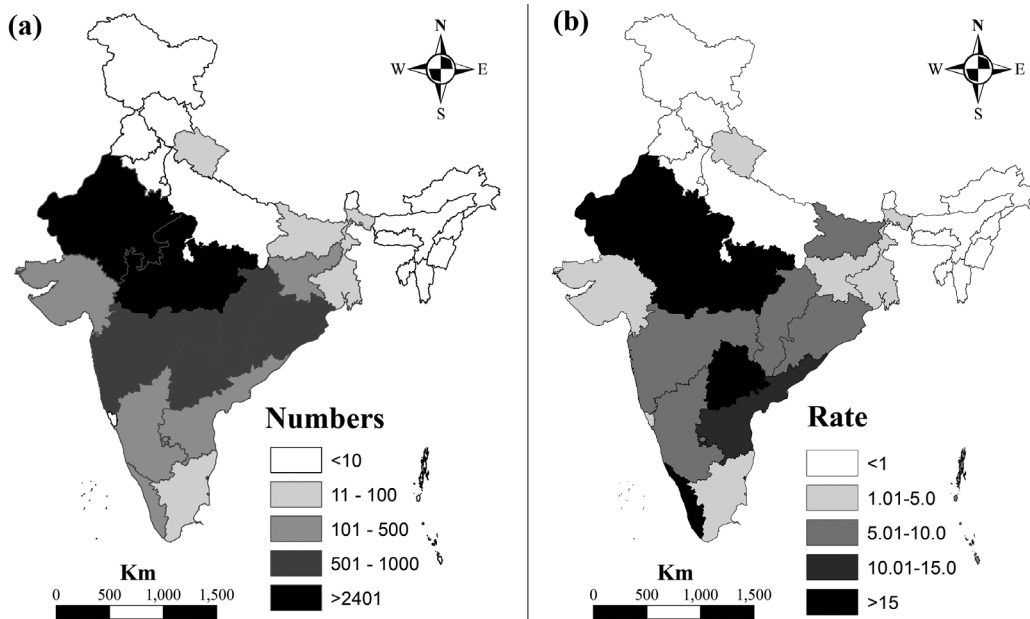 (a)
N
W E
S
Numbers
<10
11 - 100
101 - 500
501 - 1000
>2401
Km
0 500 1,000 1,500
(b)
N
W E
S
Rate
<1
1.01-5.0
5.01-10.0
10.01-15.0
>15
Km
0 500 1,000 1,500